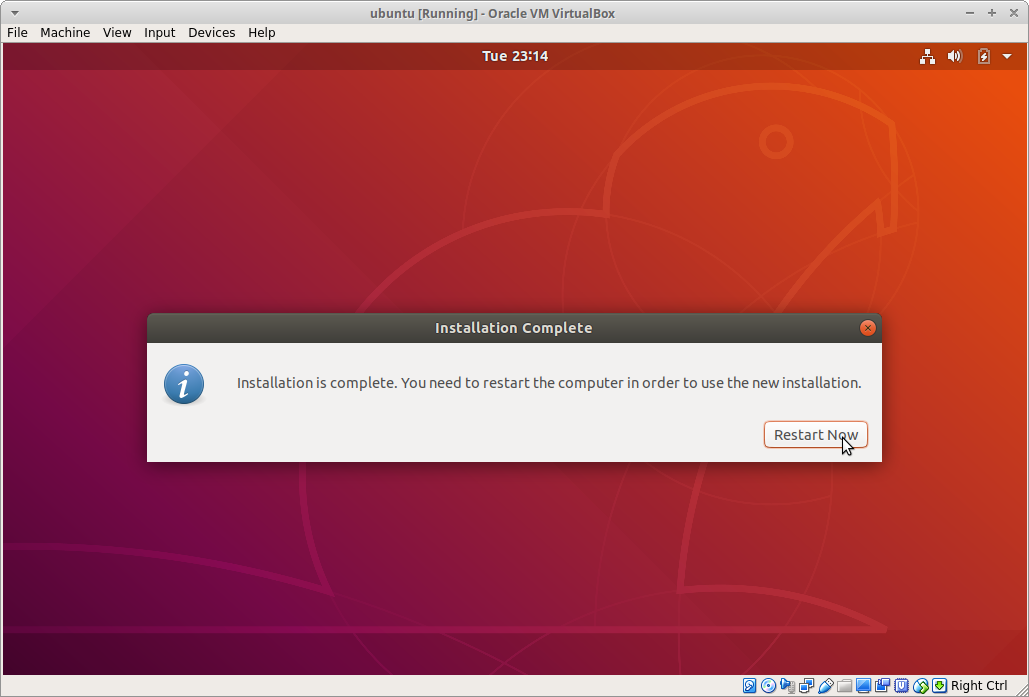 ubuntu [Running] - Oracle VM VirtualBox
File Machine View Input Devices Help
Tue 23:14
Installation Complete
Installation is complete. You need to restart the computer in order to use the new installation.
Restart Now
Right Ctrl